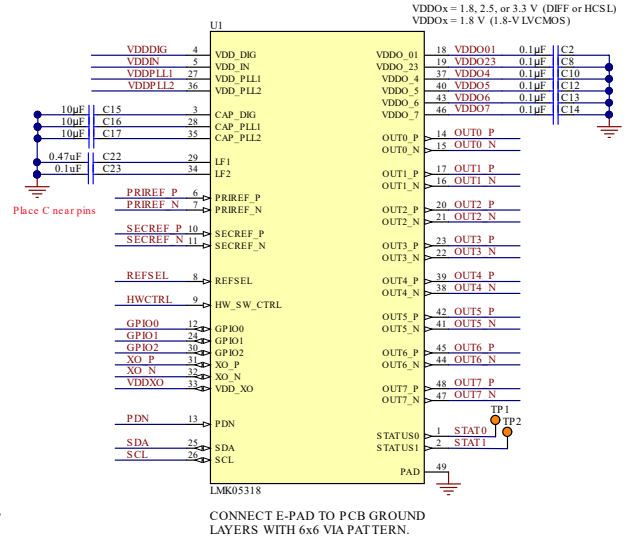 VDDOx = 1.8, 2.5, or 3.3 V (DIFF or HCSL)
VDDOx = 1.8 V (1.8-V LVCMOS)
U1
VDDDIG 4 VDD_DIG VDDO_01 18 VDDO01 0.1µF C2
VDDIN 5 VDD_IN VDDO_23 19 VDDO23 0.1µF C8
VDDPLL1 27 VDD_PLL1 VDDO_4 37 VDDO4 0.1µF C10
VDDPLL2 36 VDD_PLL2 VDDO_5 40 VDDO5 0.1µF C12
VDDO_6 43 VDDO6 0.1µF C13
10µF C15 3 CAP_DIG VDDO_7 46 VDDO7 0.1µF C14
10µF C16 28 CAP_PLL1
10µF C17 35 CAP_PLL2 OUT0_P 14 OUT0_P
OUT0_N 15 OUT0_N
0.47uF C22 29 LF1
0.1uF C23 34 LF2 OUT1_P 17 OUT1_P
OUT1_N 16 OUT1_N
PRIREF_P 6 PRIREF_P
Place C near pins PRIREF_N 7 PRIREF_N OUT2_P 20 OUT2_P
OUT2_N 21 OUT2_N
SECREF_P 10 SECREF_P
SECREF_N 11 SECREF_N OUT3_P 23 OUT3_P
OUT3_N 22 OUT3_N
REFSEL 8 REFSEL OUT4_P 39 OUT4_P
OUT4_N 38 OUT4_N
HWCTRL 9 HW_SW_CTRL
OUT5_P 42 OUT5_P
GPIO0 12 GPIO0 OUT5_N 41 OUT5_N
GPIO1 24 GPIO1
GPIO2 30 GPIO2 OUT6_P 45 OUT6_P
XO_P 31 XO_P OUT6_N 44 OUT6_N
XO_N 32 XO_N
VDDXO 33 VDD_XO OUT7_P 48 OUT7_P
OUT7_N 47 OUT7_N
TP1
PDN 13 PDN TP2
STATUS0 1 STAT0
SDA 25 SDA STATUS1 2 STAT1
SCL 26 SCL
PAD 49
LMK05318
CONNECT E-PAD TO PCB GROUND
LAYERS WITH 6x6 VIA PATTERN.